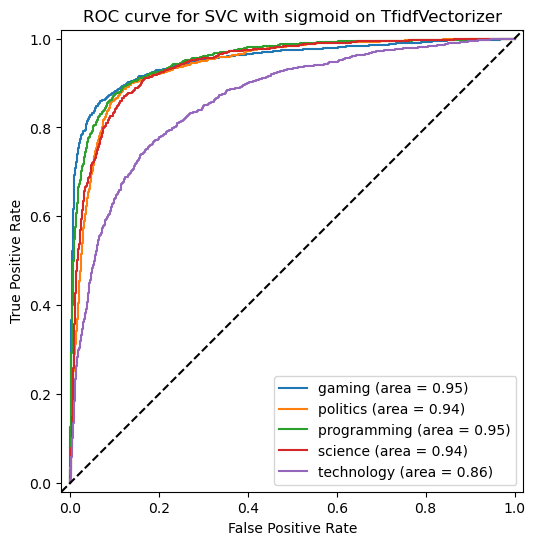 ROC curve for SVC with sigmoid on TfidfVectorizer
True Positive Rate
1.0
0.8
0.6
0.4
0.2
0.0
gaming (area = 0.95)
politics (area = 0.94)
programming (area = 0.95)
science (area = 0.94)
technology (area = 0.86)
0.0 0.2 0.4 0.6 0.8 1.0
False Positive Rate